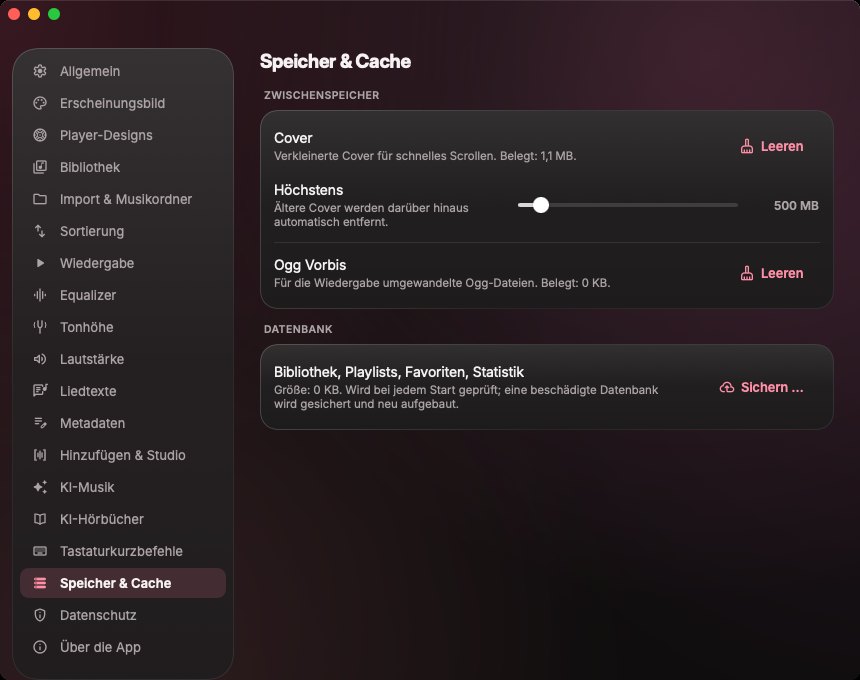 Allgemein
Erscheinungsbild
Player-Designs
Bibliothek
Import & Musikordner
Sortierung
Wiedergabe
Equalizer
Tonhöhe
Lautstärke
Liedtexte
Metadaten
Hinzufügen & Studio
KI-Musik
KI-Hörbücher
Tastaturkurzbefehle
Speicher & Cache
Datenschutz
Über die App
Speicher & Cache
ZWISCHENSPEICHER
Cover
Verkleinerte Cover für schnelles Scrollen. Belegt: 1,1 MB.
Leeren
Höchstens
Ältere Cover werden darüber hinaus
automatisch entfernt.
500 MB
Ogg Vorbis
Für die Wiedergabe umgewandelte Ogg-Dateien. Belegt: 0 KB.
Leeren
DATENBANK
Bibliothek, Playlists, Favoriten, Statistik
Größe: 0 KB. Wird bei jedem Start geprüft; eine beschädigte Datenbank
wird gesichert und neu aufgebaut.
Sichern ...